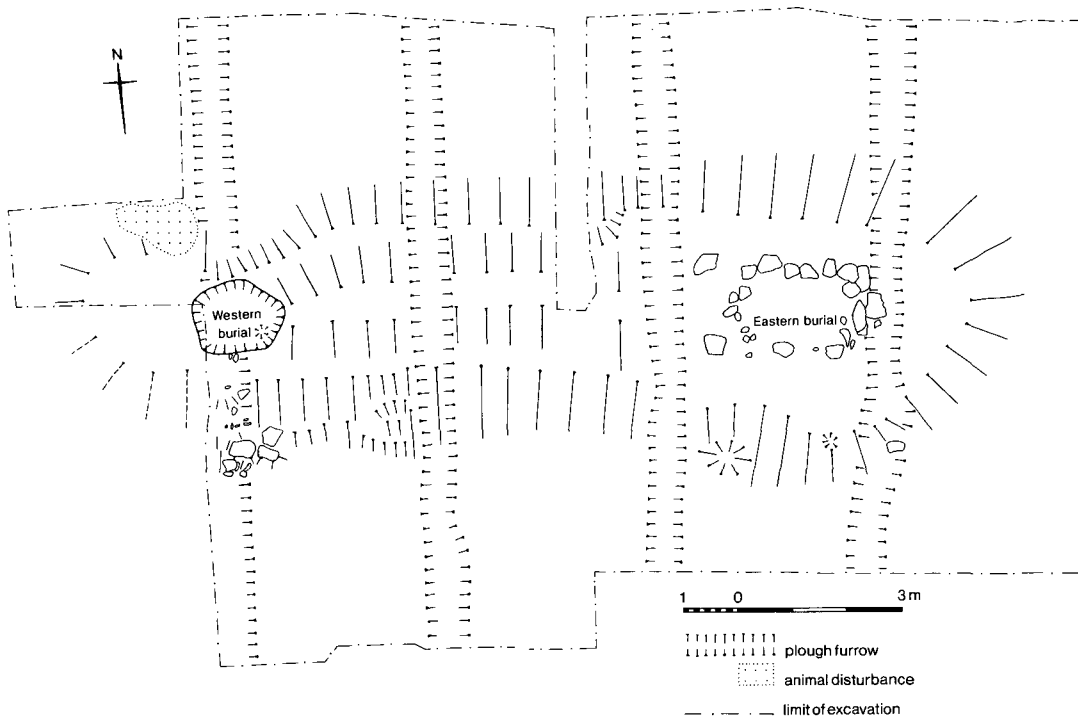 N
Western
burial
Eastern burial
1 0 3 m
plough furrow
animal disturbance
limit of excavation